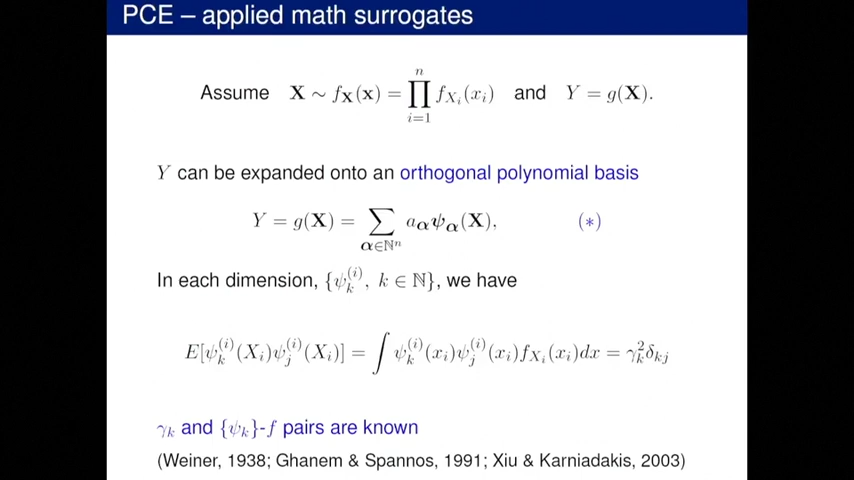 PCE – applied math surrogates
Assume X ∼ f_X(x) = ∏_{i=1}^{n} f_{X_i}(x_i) and Y = g(X).
Y can be expanded onto an orthogonal polynomial basis
Y = g(X) = ∑_{α∈ℕ^n} a_α ψ_α(X), (∗)
In each dimension, {ψ_k^{(i)}, k ∈ ℕ}, we have
E[ψ_k^{(i)}(X_i)ψ_j^{(i)}(X_i)] = ∫ ψ_k^{(i)}(x_i)ψ_j^{(i)}(x_i)f_{X_i}(x_i)dx = γ_k^2 δ_{kj}
γ_k and {ψ_k}-f pairs are known
(Weiner, 1938; Ghanem & Spannos, 1991; Xiu & Karniadakis, 2003)